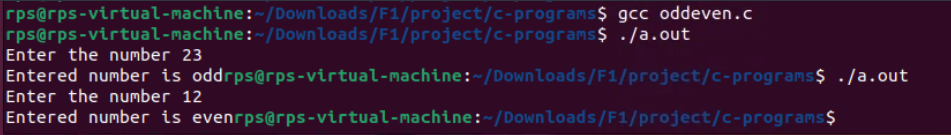 rps@rps-virtual-machine:~/Downloads/F1/project/c-programs$ gcc oddeven.c
rps@rps-virtual-machine:~/Downloads/F1/project/c-programs$ ./a.out
Enter the number 23
Entered number is oddrps@rps-virtual-machine:~/Downloads/F1/project/c-programs$ ./a.out
Enter the number 12
Entered number is evenrps@rps-virtual-machine:~/Downloads/F1/project/c-programs$